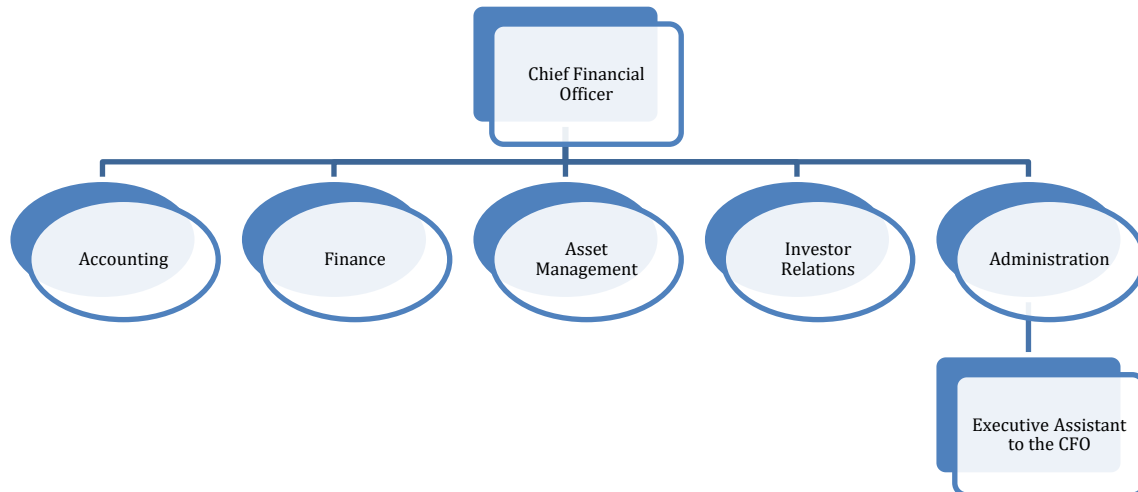 Chief Financial
Officer
Accounting
Finance
Asset
Management
Investor
Relations
Administration
Executive Assistant
to the CFO